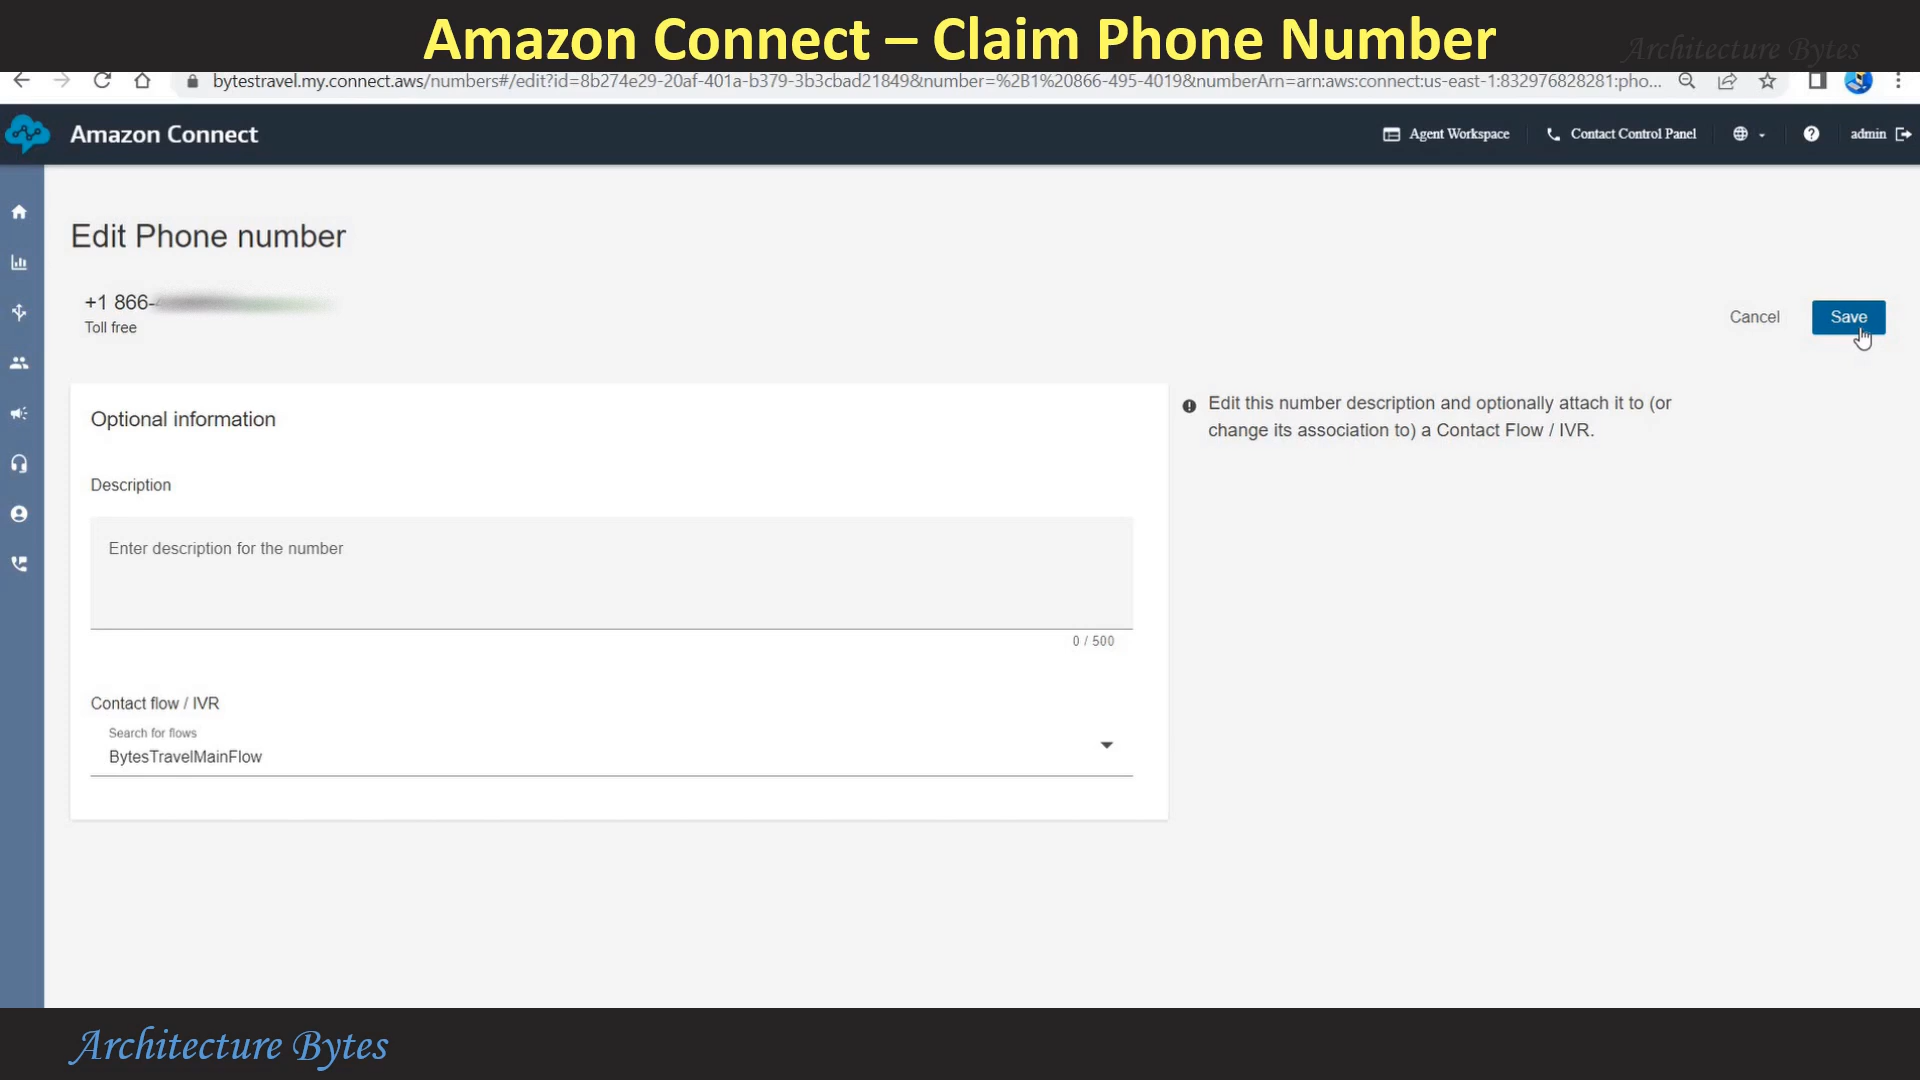 Amazon Connect – Claim Phone Number
Architecture Bytes
bytestravel.my.connect.aws/numbers#/edit?id=8b274e29-20af-401a-b379-3b3cbad21849&number=%2B1%20866-495-4019&numberArn=arn:aws:connect:us-east-1:832976828281:pho...
Amazon Connect
Agent Workspace
Contact Control Panel
admin
Edit Phone number
+1 866-
Toll free
Cancel
Save
Optional information
Edit this number description and optionally attach it to (or
change its association to) a Contact Flow / IVR.
Description
Enter description for the number
0 / 500
Contact flow / IVR
Search for flows
BytesTravelMainFlow
Architecture Bytes